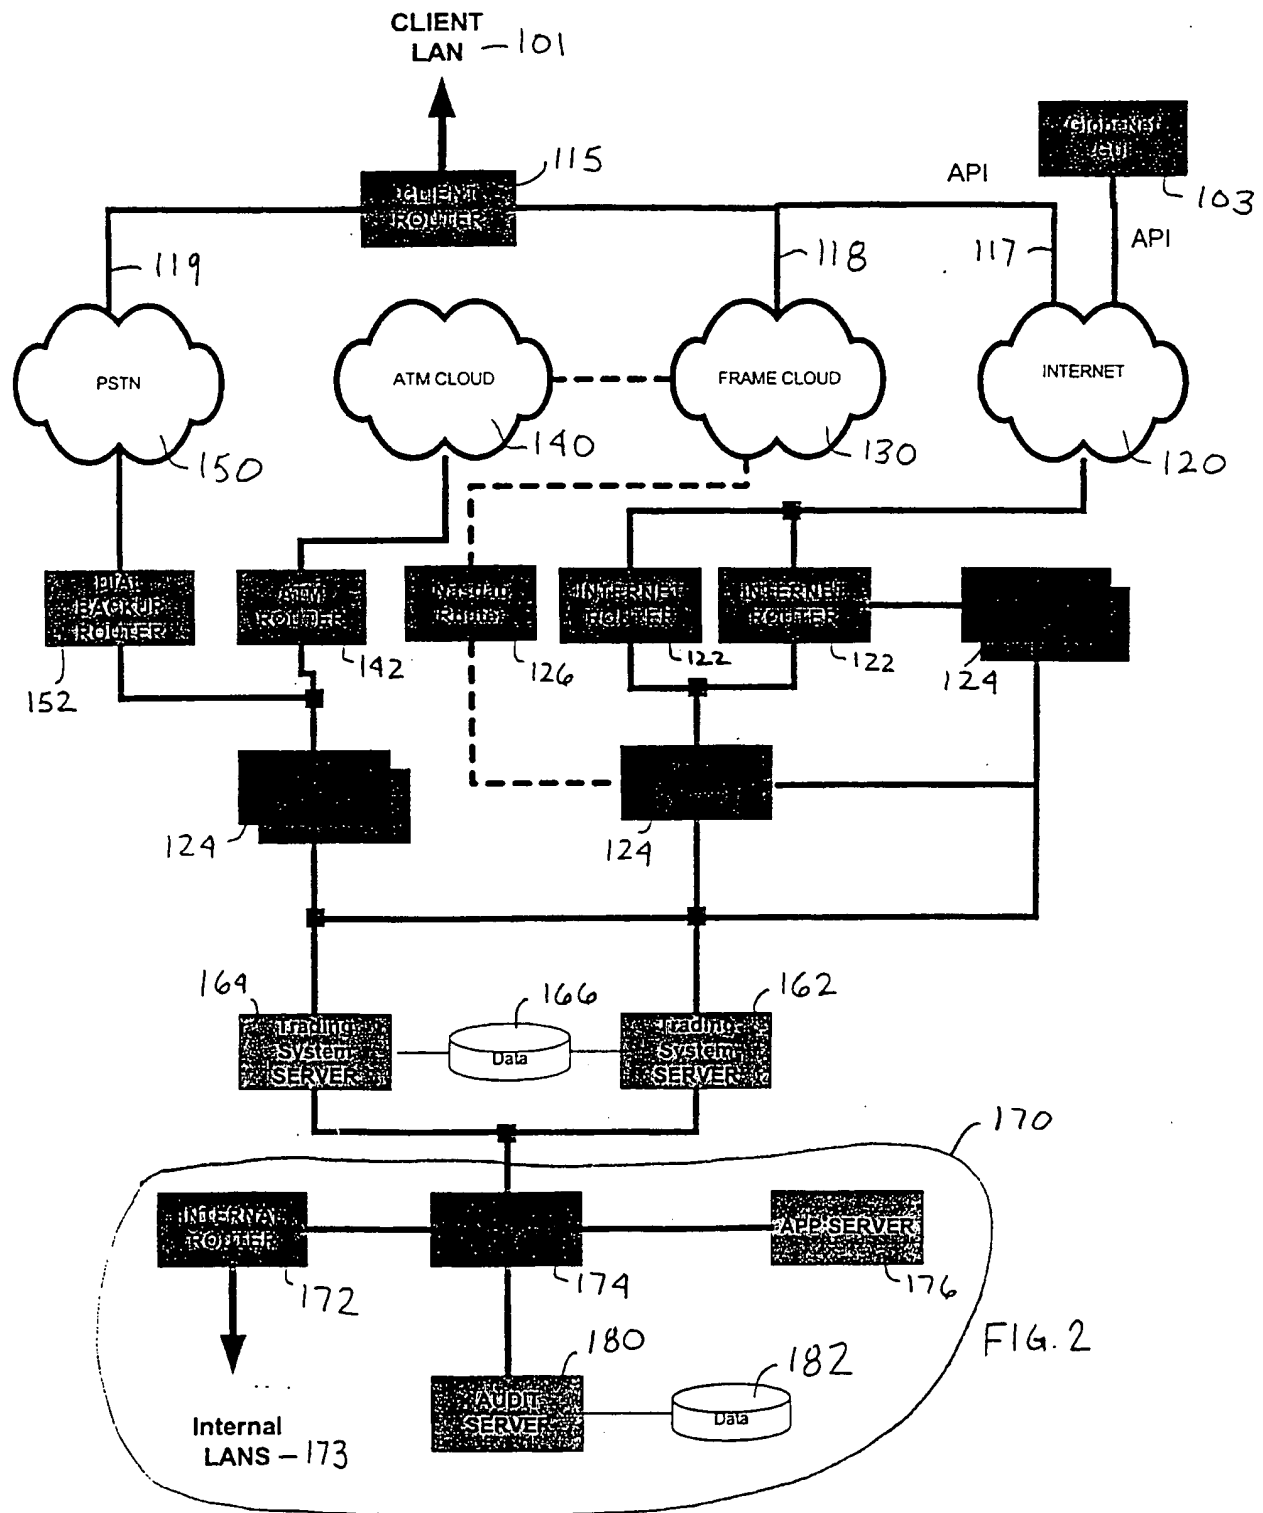 CLIENT
LAN 101
GlobeNet
GUI
115
CLIENT
ROUTER
API
103
API
119
118
117
PSTN
ATM CLOUD
FRAME CLOUD
INTERNET
150
140
130
120
BACKUP
ROUTER
ATM
ROUTER
Nasdaq
INTERNET
ROUTER
INTERNET
ROUTER
152
142
126
122
122
124
124
124
164
166
162
Trading
System
SERVER
Data
Trading
System
SERVER
170
INTERNAL
ROUTER
APP SERVER
172
174
176
180
182
FIG. 2
AUDIT
SERVER
Data
Internal
LANS 173